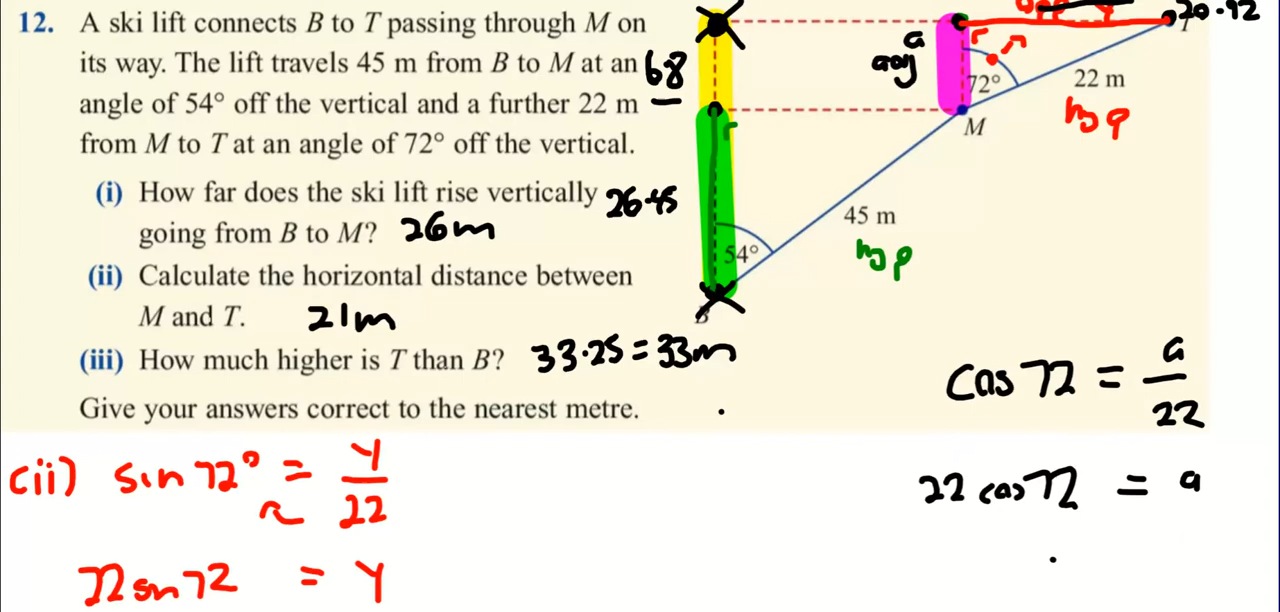 12. A ski lift connects B to T passing through M on
its way. The lift travels 45 m from B to M at an
angle of 54° off the vertical and a further 22 m
from M to T at an angle of 72° off the vertical.
(i) How far does the ski lift rise vertically
going from B to M? 26m
26.45
(ii) Calculate the horizontal distance between
M and T. 21m
(iii) How much higher is T than B? 33.25 = 33m
Give your answers correct to the nearest metre.
6.8
opp y
20.92
a
adj
72°
22 m
hyp
M
45 m
hyp
54°
B
cos 72 = a/22
22 cos 72 = a
(ii) sin 72° = y/22
22 sin 72 = y